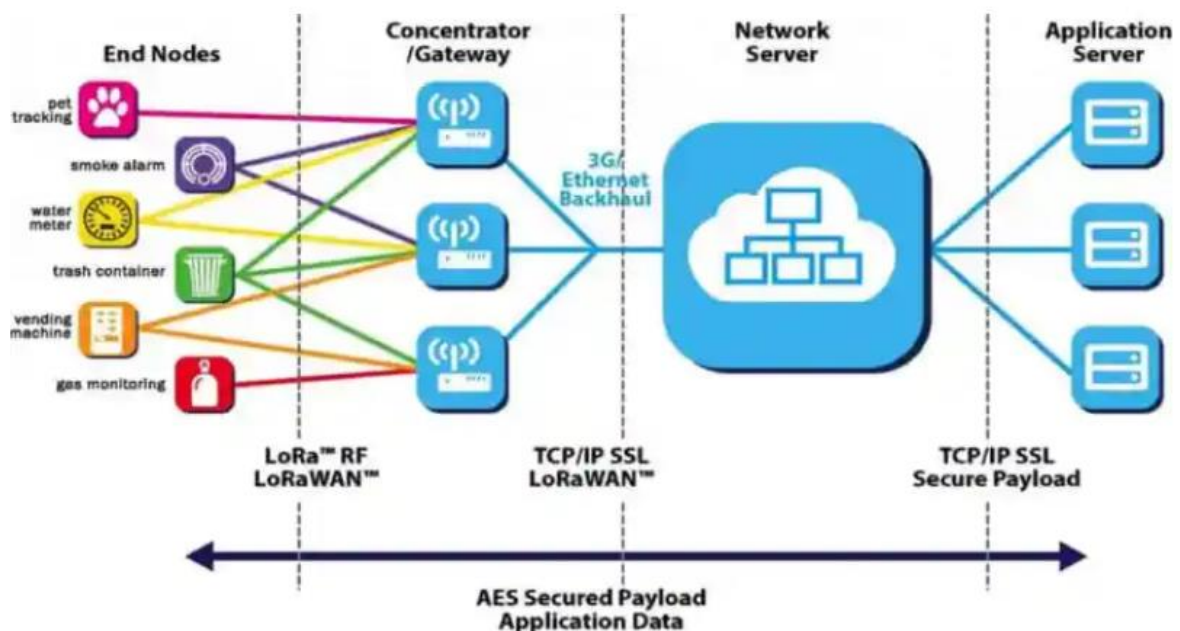 End Nodes
Concentrator
/Gateway
Network
Server
Application
Server
pet
tracking
smoke alarm
water
meter
trash container
vending
machine
gas monitoring
3G/
Ethernet
Backhaul
LoRa™ RF
LoRaWAN™
TCP/IP SSL
LoRaWAN™
TCP/IP SSL
Secure Payload
AES Secured Payload
Application Data